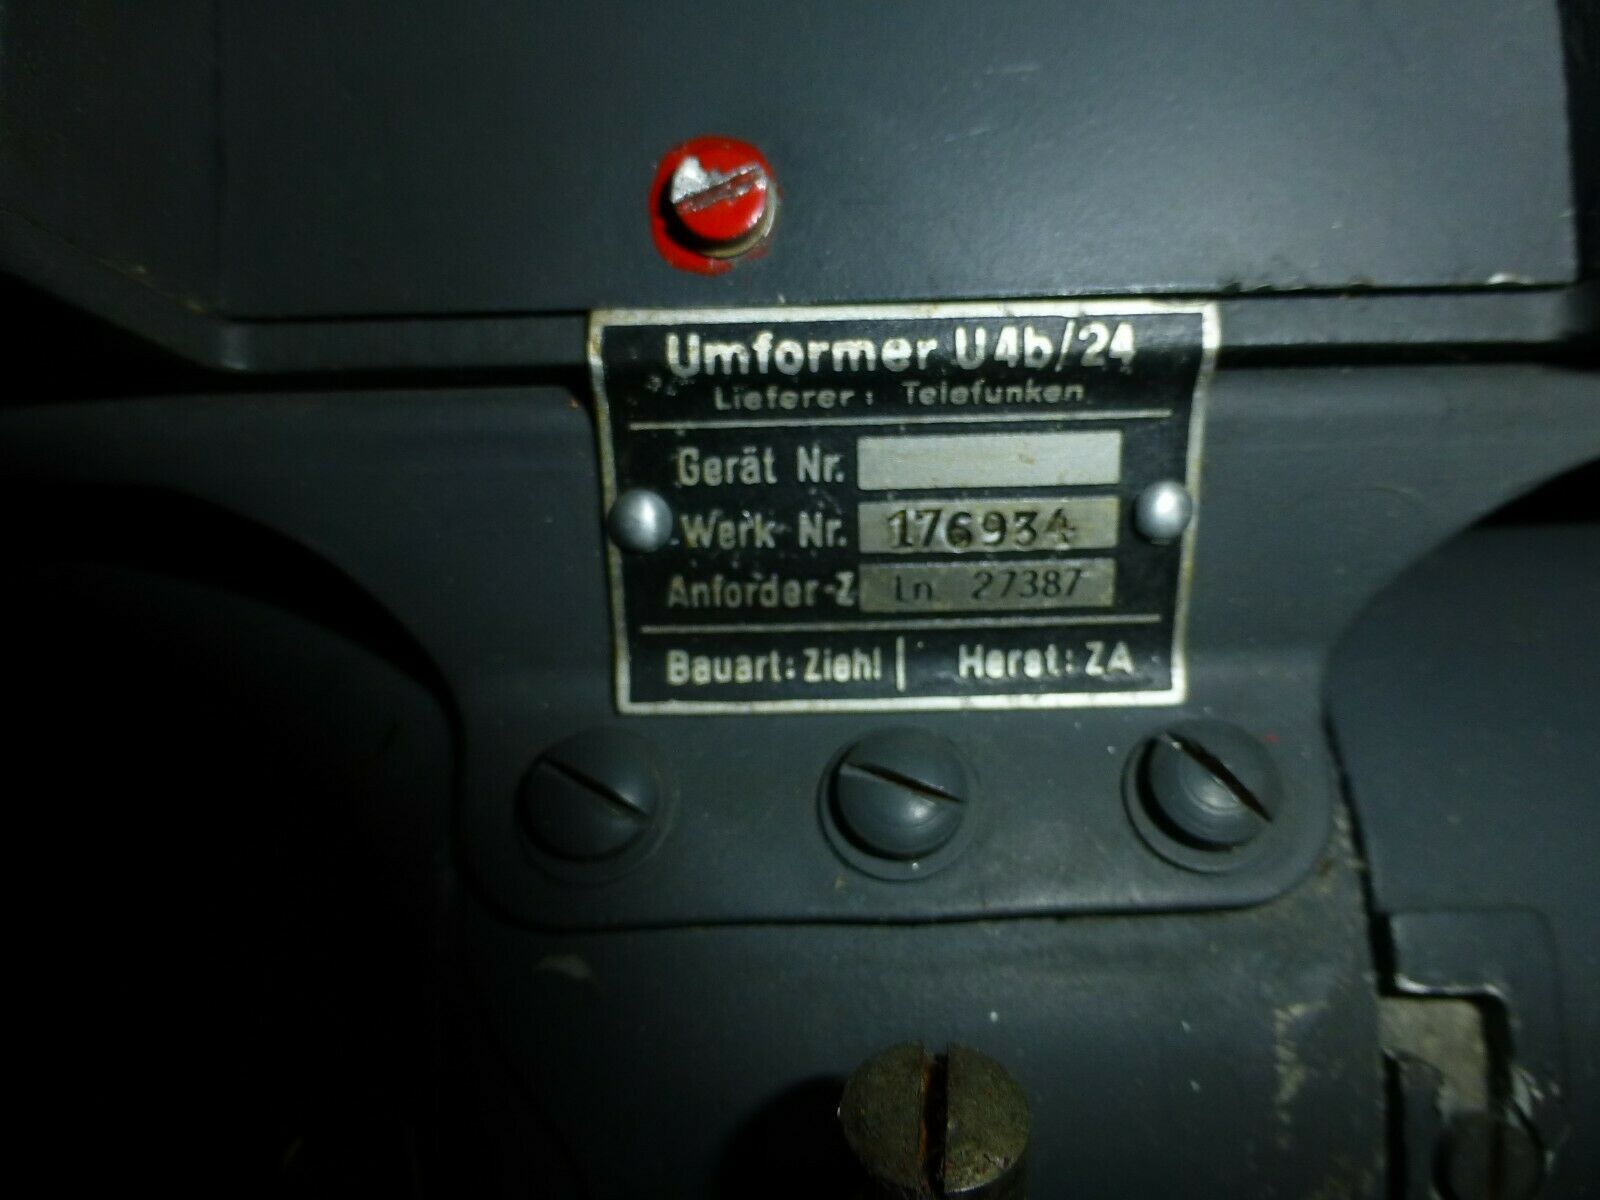 Umformer U4b/24
Lieferer: Telefunken
Gerät Nr.
Werk Nr. 176934
Anforder-Z Ln 27387
Bauart: Ziehl | Herst: ZA